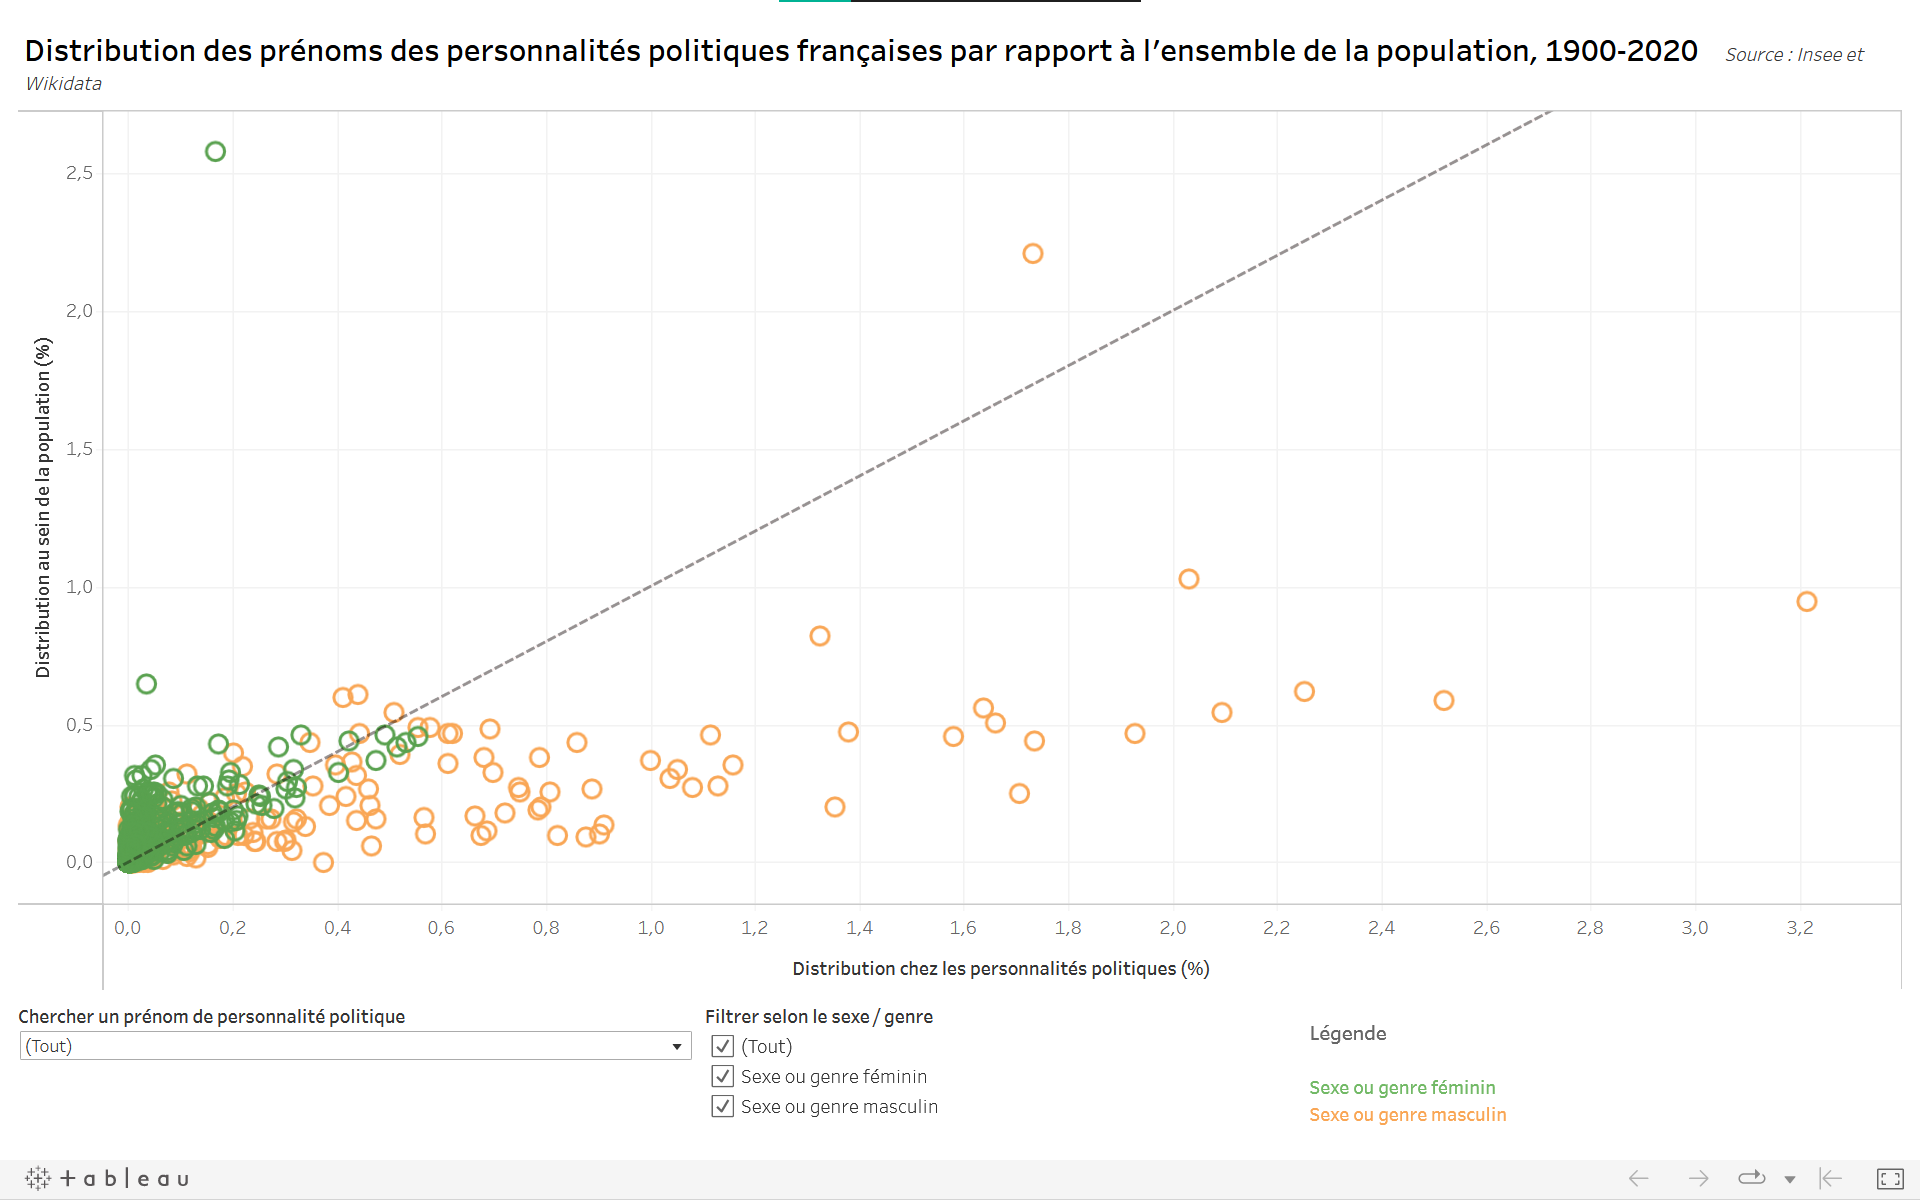 Distribution des prénoms des personnalités politiques françaises par rapport à l’ensemble de la population, 1900-2020 Source : Insee et
Wikidata
Distribution au sein de la population (%)
2,5
2,0
1,5
1,0
0,5
0,0
0,0 0,2 0,4 0,6 0,8 1,0 1,2 1,4 1,6 1,8 2,0 2,2 2,4 2,6 2,8 3,0 3,2
Distribution chez les personnalités politiques (%)
Chercher un prénom de personnalité politique
(Tout)
Filtrer selon le sexe / genre
(Tout)
Sexe ou genre féminin
Sexe ou genre masculin
Légende
Sexe ou genre féminin
Sexe ou genre masculin
+ a b l e a u